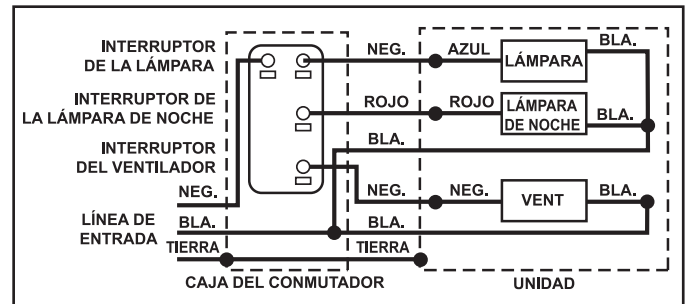 INTERRUPTOR
DE LA LÁMPARA
NEG.
AZUL
LÁMPARA
BLA.
INTERRUPTOR DE
LA LÁMPARA DE NOCHE
ROJO
ROJO
LÁMPARA
DE NOCHE
BLA.
BLA.
INTERRUPTOR
DEL VENTILADOR
NEG.
NEG.
NEG.
VENT
BLA.
LÍNEA DE
ENTRADA
BLA.
BLA.
TIERRA
TIERRA
CAJA DEL CONMUTADOR
UNIDAD